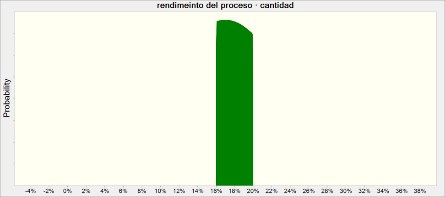 rendimeinto del proceso · cantidad
Probability
-4% -2% 0% 2% 4% 6% 8% 10% 12% 14% 16% 18% 20% 22% 24% 26% 28% 30% 32% 34% 36% 38%